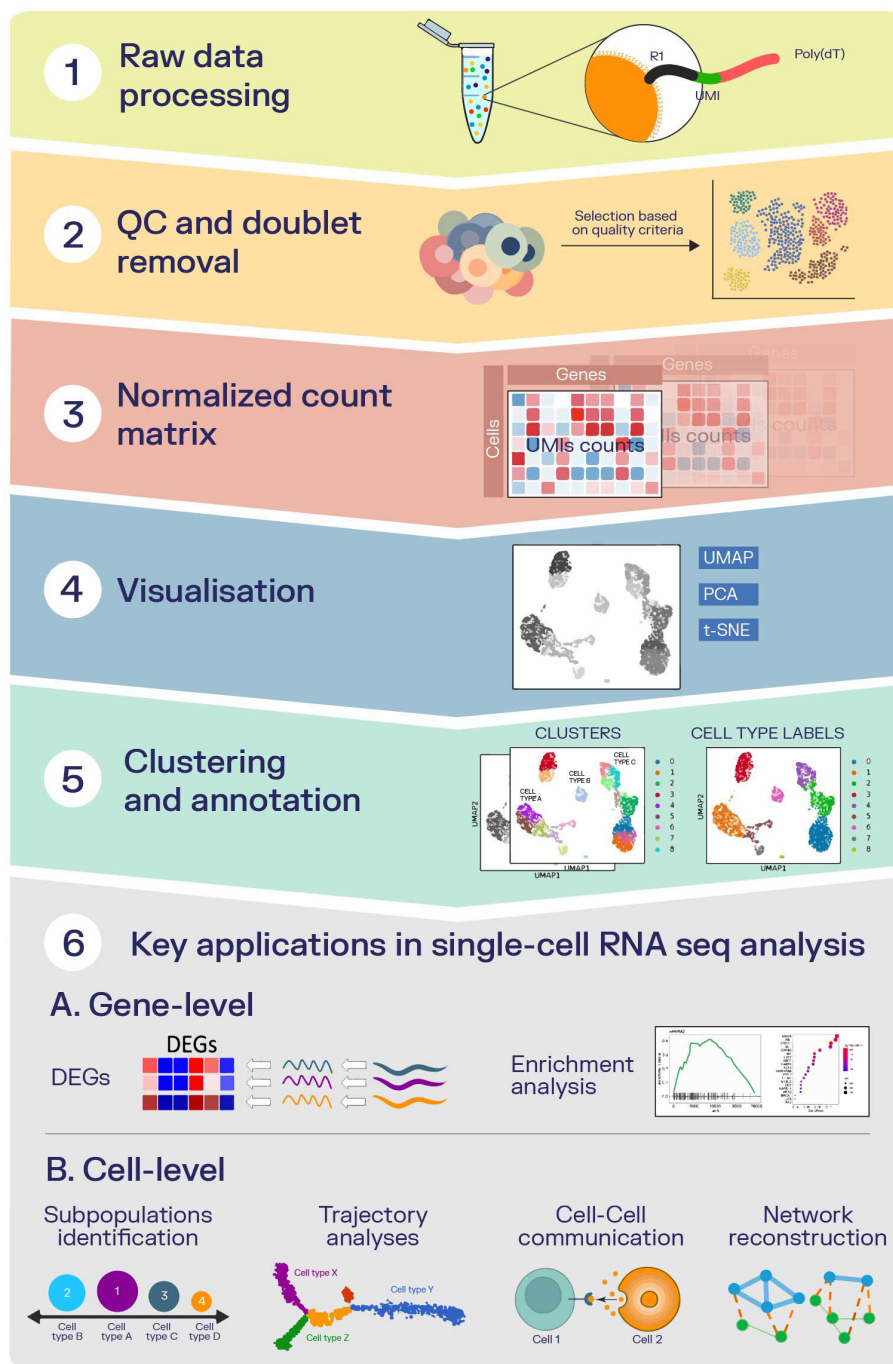 1
Raw data
processing
R1
Poly(dT)
UMI
2
QC and doublet
removal
Selection based
on quality criteria
3
Normalized count
matrix
Genes
Genes
Genes
Cells
UMIs counts
4
Visualisation
UMAP
PCA
t-SNE
5
Clustering
and annotation
CLUSTERS
CELL TYPE LABELS
CELL
TYPE A
CELL
TYPE B
CELL
TYPE C
0
1
2
3
4
5
6
7
8
0
1
2
3
4
5
6
7
8
UMAP2
UMAP2
UMAP1
UMAP1
UMAP1
6
Key applications in single-cell RNA seq analysis
A. Gene-level
DEGs
DEGs
Enrichment
analysis
B. Cell-level
Subpopulations
identification
2
1
3
4
Cell
type B
Cell
type A
Cell
type C
Cell
type D
Trajectory
analyses
Cell type X
Cell type Y
Cell type Z
Cell-Cell
communication
Cell 1
Cell 2
Network
reconstruction